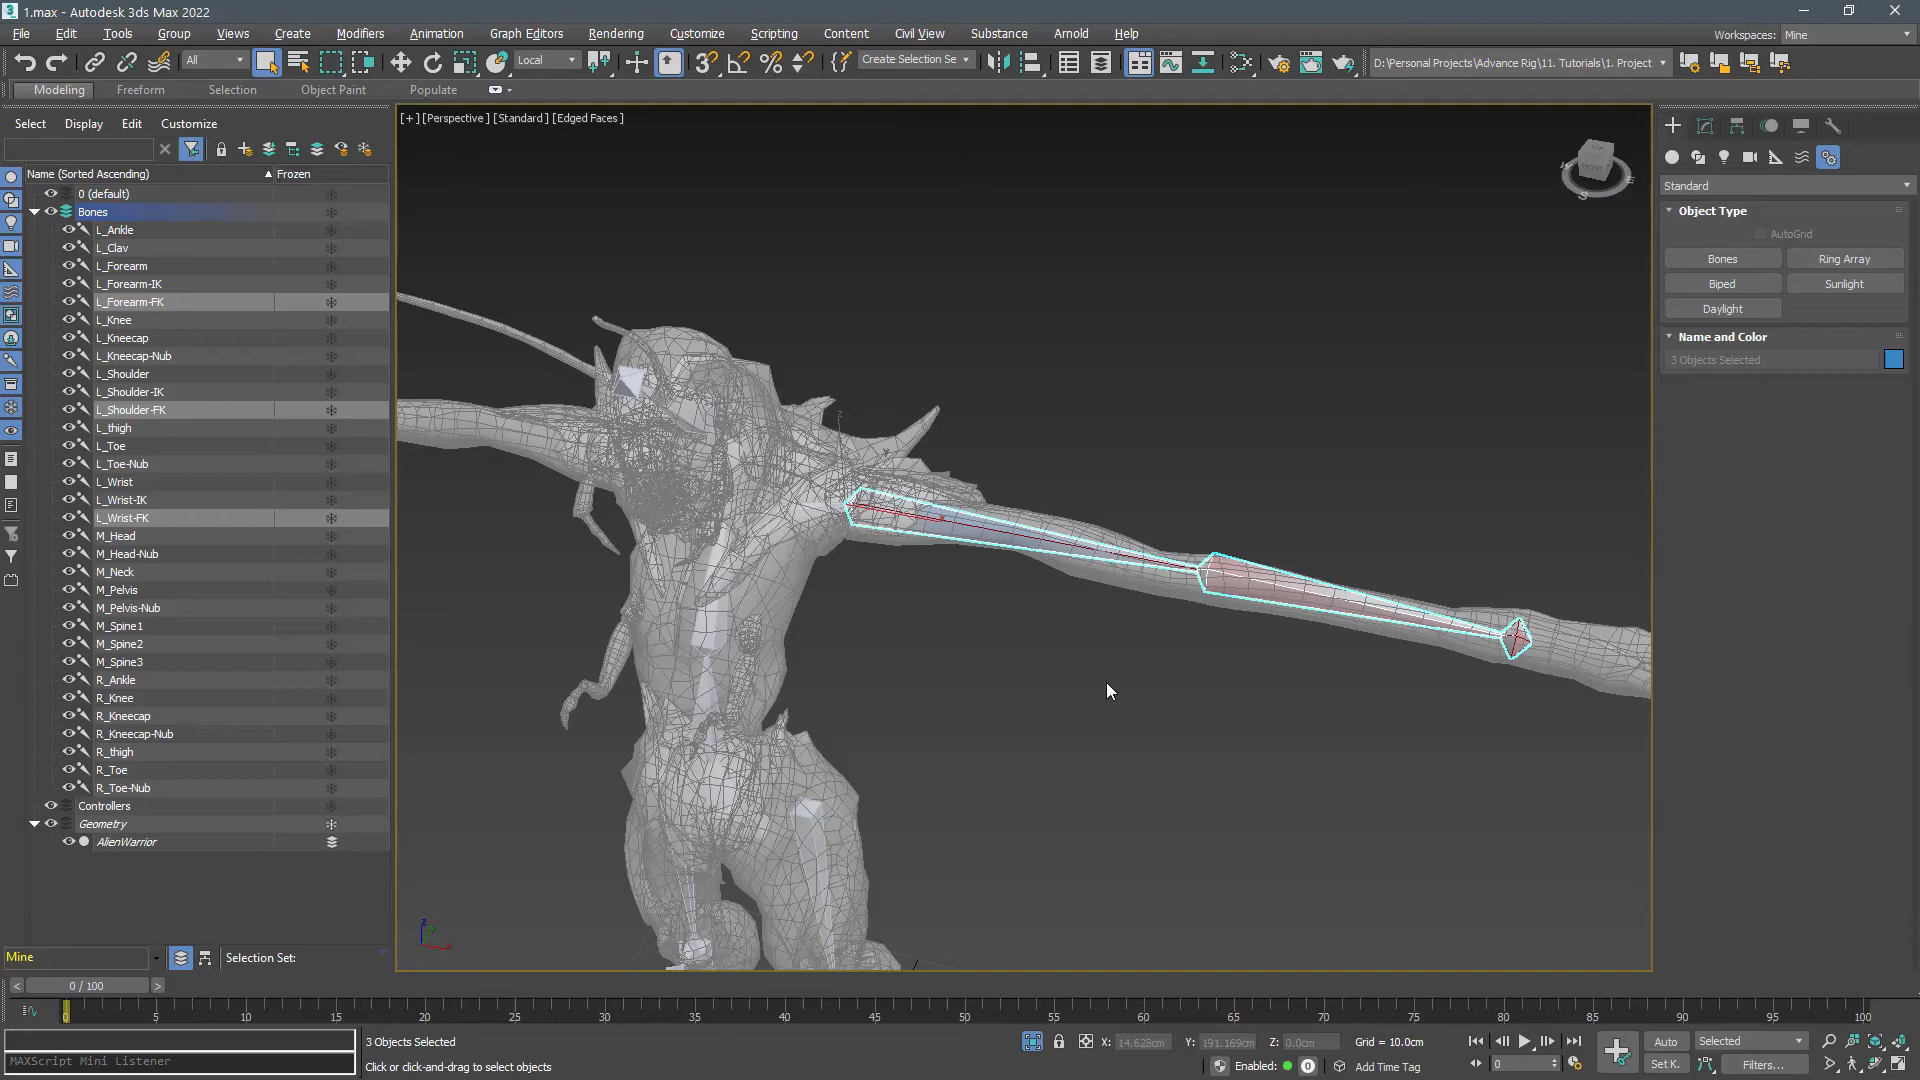 1.max - Autodesk 3ds Max 2022
File Edit Tools Group Views Create Modifiers Animation Graph Editors Rendering Customize Scripting Content Civil View Substance Arnold Help Workspaces: Mine
All Local Create Selection Se D:\Personal Projects\Advance Rig\11. Tutorials\1. Project
Modeling Freeform Selection Object Paint Populate
Select Display Edit Customize
[+] [Perspective] [Standard] [Edged Faces]
Name (Sorted Ascending) Frozen
0 (default)
Bones
L_Ankle
L_Clav
L_Forearm
L_Forearm-IK
L_Forearm-FK
L_Knee
L_Kneecap
L_Kneecap-Nub
L_Shoulder
L_Shoulder-IK
L_Shoulder-FK
L_thigh
L_Toe
L_Toe-Nub
L_Wrist
L_Wrist-IK
L_Wrist-FK
M_Head
M_Head-Nub
M_Neck
M_Pelvis
M_Pelvis-Nub
M_Spine1
M_Spine2
M_Spine3
R_Ankle
R_Knee
R_Kneecap
R_Kneecap-Nub
R_thigh
R_Toe
R_Toe-Nub
Controllers
Geometry
AlienWarrior
Standard
Object Type
AutoGrid
Bones Ring Array
Biped Sunlight
Daylight
Name and Color
3 Objects Selected
Mine Selection Set:
< 0 / 100 >
0 5 10 15 20 25 30 35 40 45 50 55 60 65 70 75 80 85 90 95 100
3 Objects Selected X: 14.628cm Y: 191.169cm Z: 0.0cm Grid = 10.0cm Auto Selected
MAXScript Mini Listener Click or click-and-drag to select objects Enabled: 0 Add Time Tag 0 Set K. Filters...